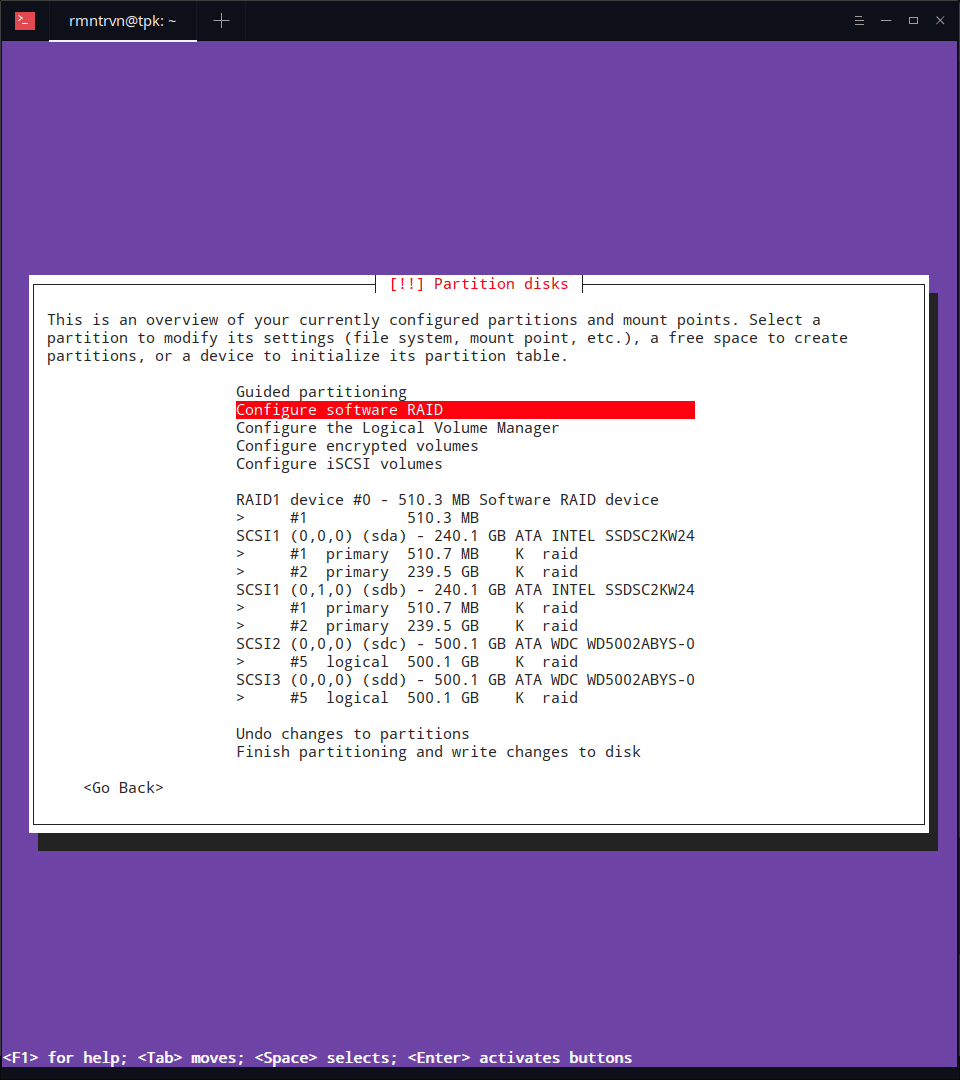 rmntrvn@tpk: ~
[!!] Partition disks
This is an overview of your currently configured partitions and mount points. Select a
partition to modify its settings (file system, mount point, etc.), a free space to create
partitions, or a device to initialize its partition table.
Guided partitioning
Configure software RAID
Configure the Logical Volume Manager
Configure encrypted volumes
Configure iSCSI volumes
RAID1 device #0 - 510.3 MB Software RAID device
>     #1           510.3 MB
SCSI1 (0,0,0) (sda) - 240.1 GB ATA INTEL SSDSC2KW24
>     #1  primary  510.7 MB    K  raid
>     #2  primary  239.5 GB    K  raid
SCSI1 (0,1,0) (sdb) - 240.1 GB ATA INTEL SSDSC2KW24
>     #1  primary  510.7 MB    K  raid
>     #2  primary  239.5 GB    K  raid
SCSI2 (0,0,0) (sdc) - 500.1 GB ATA WDC WD5002ABYS-0
>     #5  logical  500.1 GB    K  raid
SCSI3 (0,0,0) (sdd) - 500.1 GB ATA WDC WD5002ABYS-0
>     #5  logical  500.1 GB    K  raid
Undo changes to partitions
Finish partitioning and write changes to disk
<Go Back>
<F1> for help; <Tab> moves; <Space> selects; <Enter> activates buttons